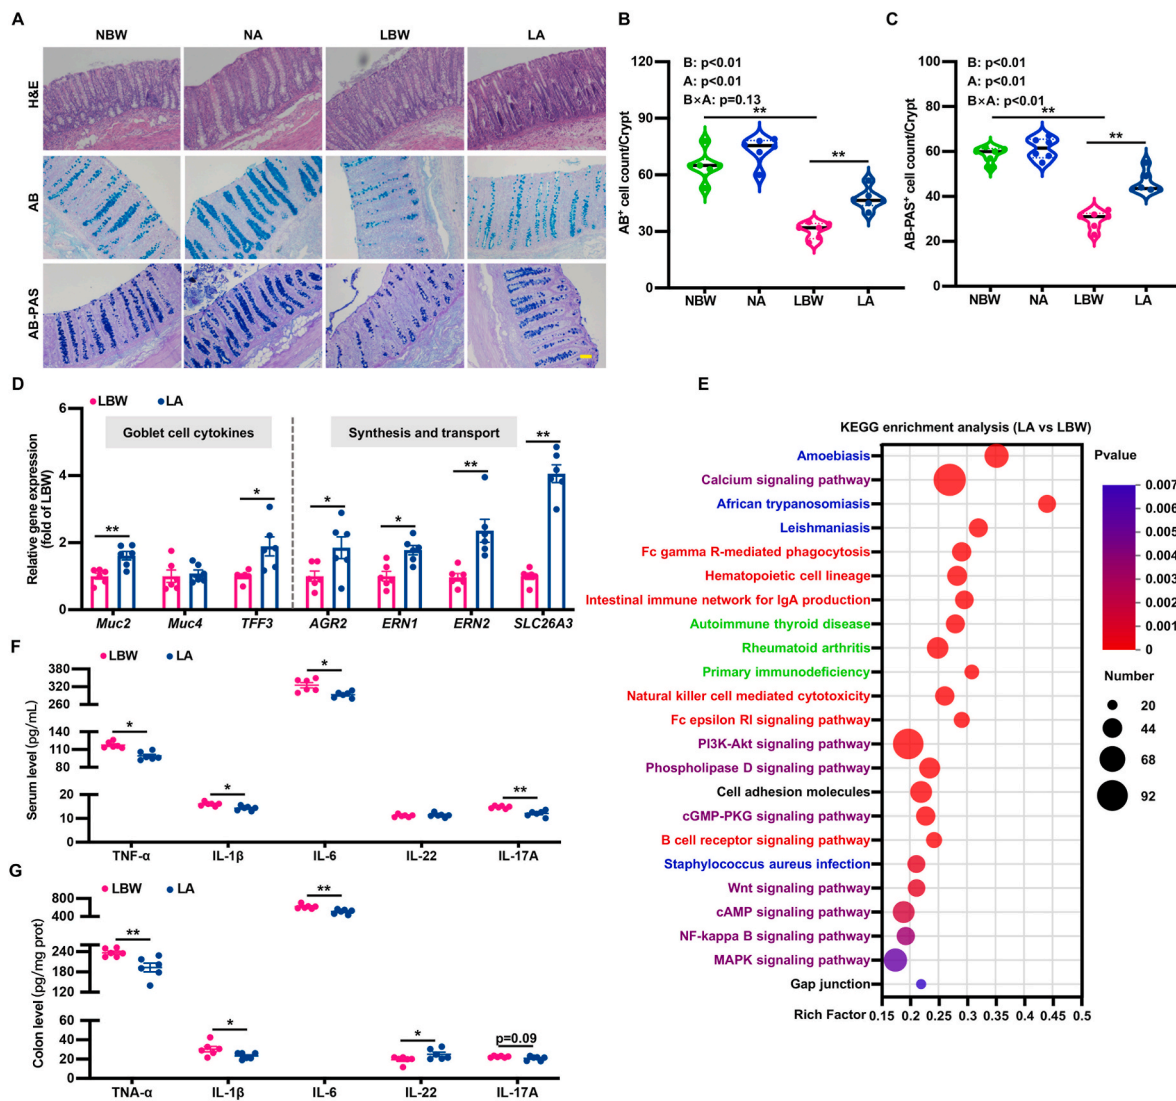 A
NBW
NA
LBW
LA
H&E
AB
AB-PAS
B
B: p<0.01
A: p<0.01
B×A: p=0.13
**
**
AB⁺ cell count/Crypt
120
90
60
30
0
NBW
NA
LBW
LA
C
B: p<0.01
A: p<0.01
B×A: p<0.01
**
**
AB-PAS⁺ cell count/Crypt
100
80
60
40
20
0
NBW
NA
LBW
LA
D
LBW
LA
Goblet cell cytokines
Synthesis and transport
Relative gene expression
(fold of LBW)
6
4
2
0
**
*
*
*
**
**
Muc2
Muc4
TFF3
AGR2
ERN1
ERN2
SLC26A3
E
KEGG enrichment analysis (LA vs LBW)
Amoebiasis
Calcium signaling pathway
African trypanosomiasis
Leishmaniasis
Fc gamma R-mediated phagocytosis
Hematopoietic cell lineage
Intestinal immune network for IgA production
Autoimmune thyroid disease
Rheumatoid arthritis
Primary immunodeficiency
Natural killer cell mediated cytotoxicity
Fc epsilon RI signaling pathway
PI3K-Akt signaling pathway
Phospholipase D signaling pathway
Cell adhesion molecules
cGMP-PKG signaling pathway
B cell receptor signaling pathway
Staphylococcus aureus infection
Wnt signaling pathway
cAMP signaling pathway
NF-kappa B signaling pathway
MAPK signaling pathway
Gap junction
Rich Factor
0.15
0.2
0.25
0.3
0.35
0.4
0.45
0.5
Pvalue
0.007
0.006
0.005
0.004
0.003
0.002
0.001
0
Number
20
44
68
92
F
LBW
LA
Serum level (pg/mL)
380
320
260
140
110
80
20
10
0
*
*
*
**
TNF-α
IL-1β
IL-6
IL-22
IL-17A
G
LBW
LA
Colon level (pg/mg prot)
800
400
240
180
120
60
40
20
0
**
*
**
*
p=0.09
TNA-α
IL-1β
IL-6
IL-22
IL-17A